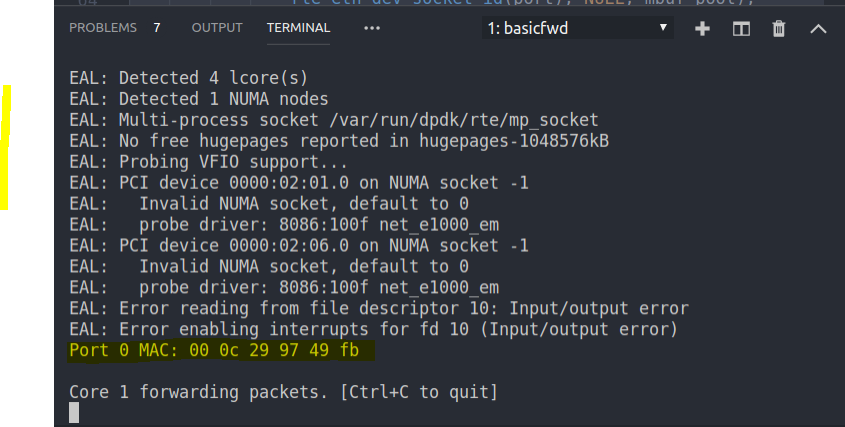 rte_eth_dev_socket_id(port), NULL, mbuf_pool);
PROBLEMS 7 OUTPUT TERMINAL ••• 1: basicfwd
EAL: Detected 4 lcore(s)
EAL: Detected 1 NUMA nodes
EAL: Multi-process socket /var/run/dpdk/rte/mp_socket
EAL: No free hugepages reported in hugepages-1048576kB
EAL: Probing VFIO support...
EAL: PCI device 0000:02:01.0 on NUMA socket -1
EAL:   Invalid NUMA socket, default to 0
EAL:   probe driver: 8086:100f net_e1000_em
EAL: PCI device 0000:02:06.0 on NUMA socket -1
EAL:   Invalid NUMA socket, default to 0
EAL:   probe driver: 8086:100f net_e1000_em
EAL: Error reading from file descriptor 10: Input/output error
EAL: Error enabling interrupts for fd 10 (Input/output error)
Port 0 MAC: 00 0c 29 97 49 fb
Core 1 forwarding packets. [Ctrl+C to quit]